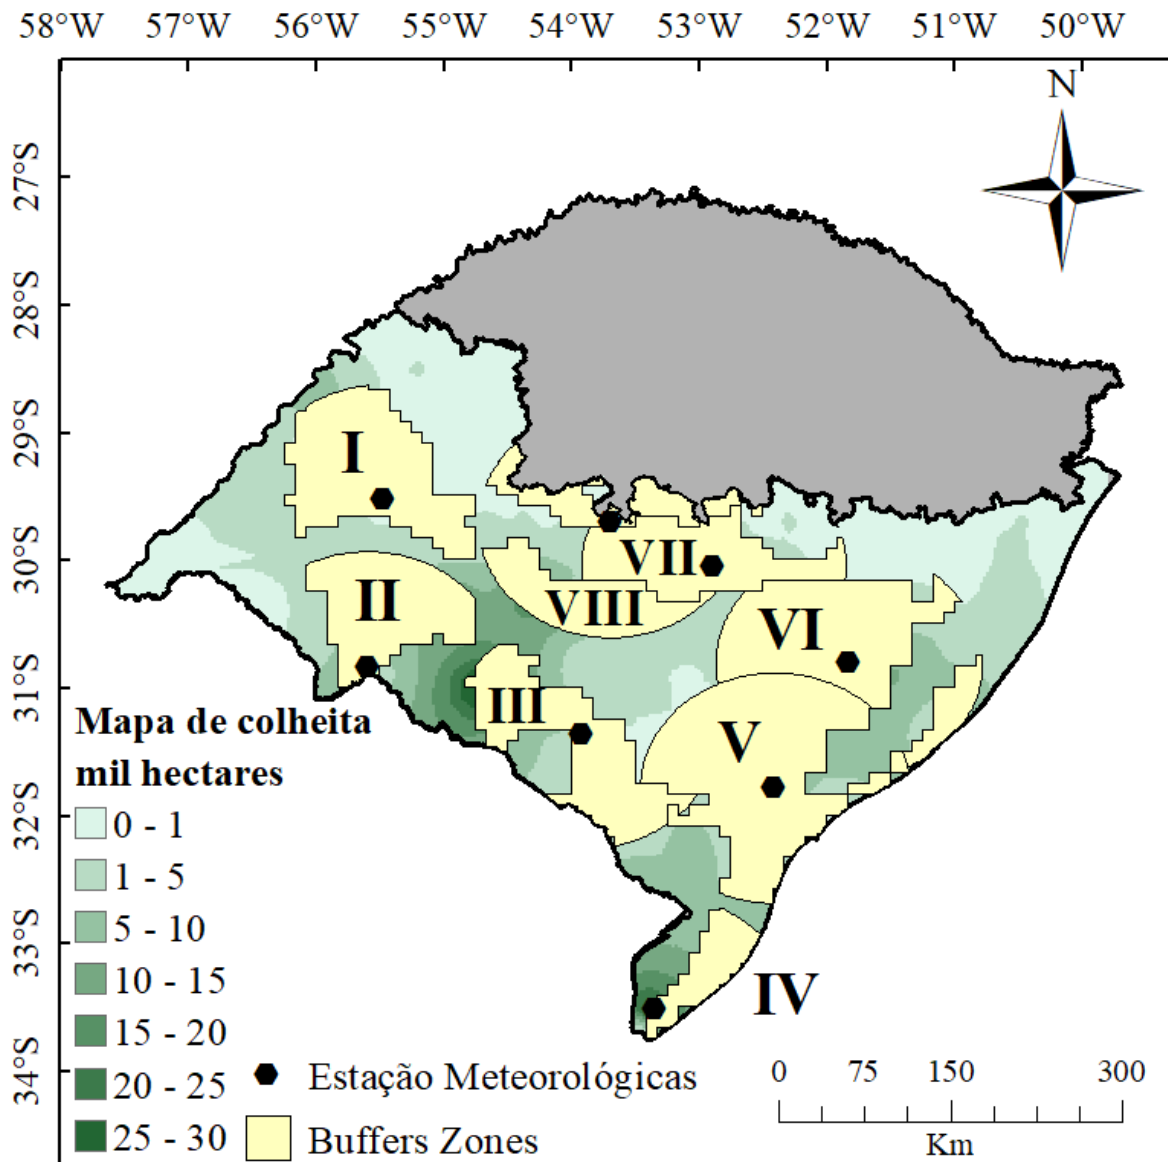 58°W 57°W 56°W 55°W 54°W 53°W 52°W 51°W 50°W
N
27°S
28°S
29°S
30°S
31°S
32°S
33°S
34°S
I
II
III
IV
V
VI
VII
VIII
Mapa de colheita
mil hectares
0 - 1
1 - 5
5 - 10
10 - 15
15 - 20
20 - 25
25 - 30
Estação Meteorológicas
Buffers Zones
0 75 150 300
Km